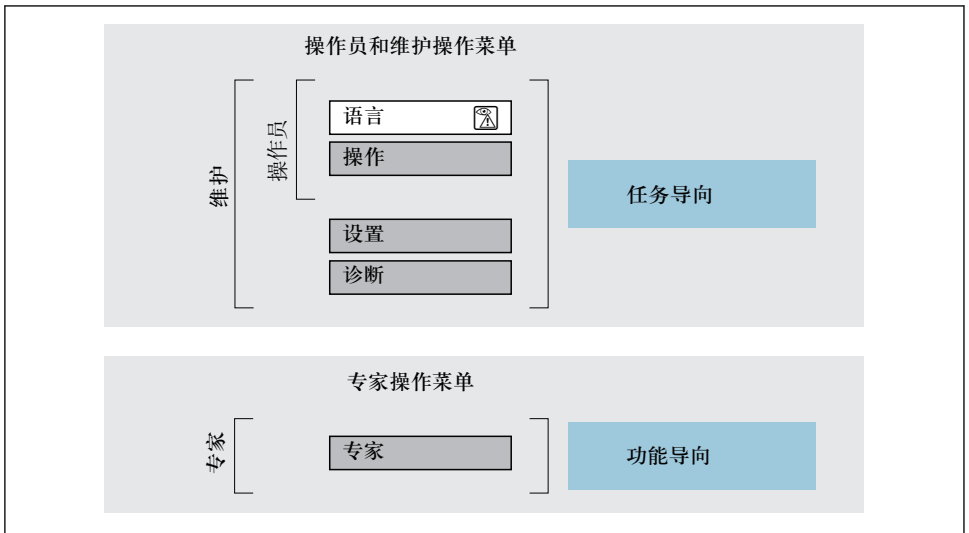 操作员和维护操作菜单
维护
操作员
语言
操作
设置
诊断
任务导向
专家操作菜单
专家
专家
功能导向